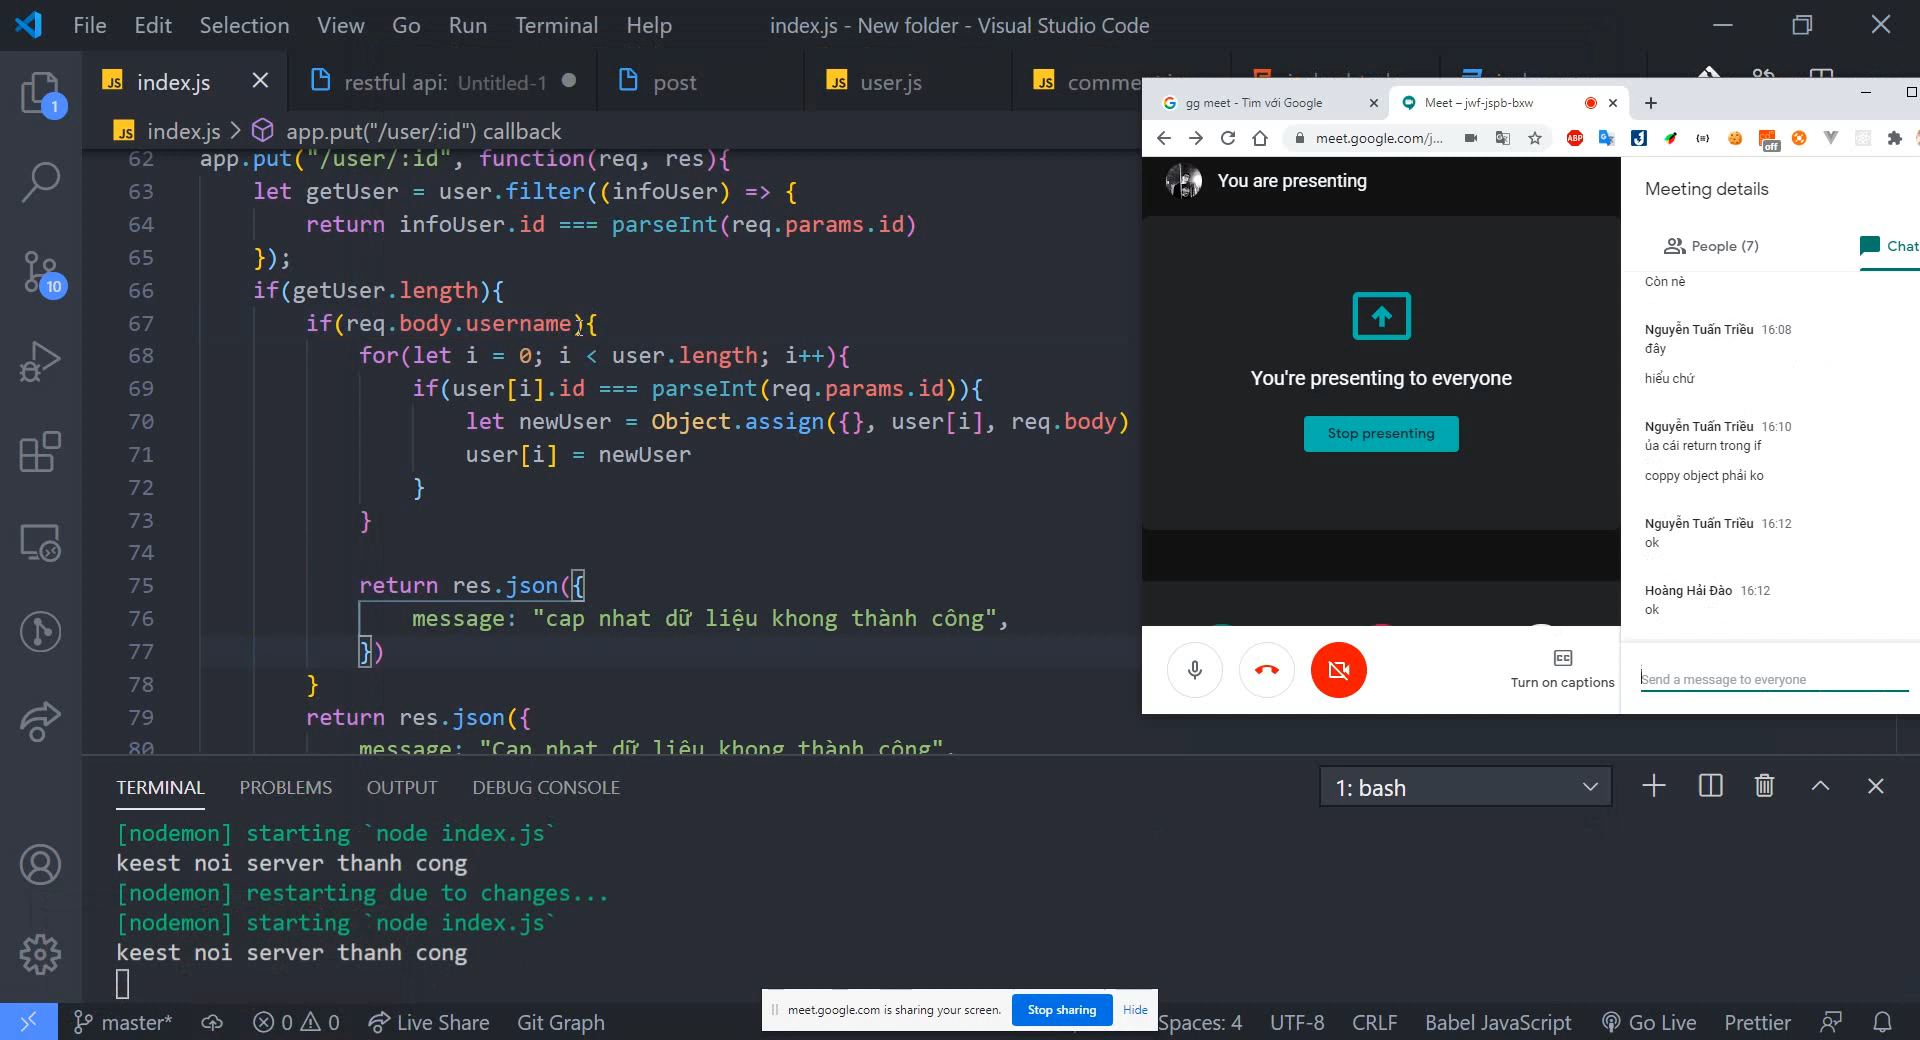 File Edit Selection View Go Run Terminal Help
index.js - New folder - Visual Studio Code
JS index.js
restful api: Untitled-1
post
JS user.js
JS
1
JS index.js > app.put("/user/:id") callback
62 app.put("/user/:id", function(req, res){
63 let getUser = user.filter((infoUser) => {
64 return infoUser.id === parseInt(req.params.id)
65 });
66 if(getUser.length){
67 if(req.body.username){
68 for(let i = 0; i < user.length; i++){
69 if(user[i].id === parseInt(req.params.id)){
70 let newUser = Object.assign({}, user[i], req.body)
71 user[i] = newUser
72 }
73 }
74
75 return res.json({
76 message: "cap nhat dữ liệu khong thành công",
77 })
78 }
79 return res.json({
80 message: "Cap nhat dữ liệu khong thành công",
10
gg meet - Tìm với Google
Meet – jwf-jspb-bxw
meet.google.com/j...
ABP
off
You are presenting
You're presenting to everyone
Stop presenting
Turn on captions
Meeting details
People (7)
Chat
Còn nè
Nguyễn Tuấn Triều 16:08
đây
hiểu chứ
Nguyễn Tuấn Triều 16:10
ủa cái return trong if
coppy object phải ko
Nguyễn Tuấn Triều 16:12
ok
Hoàng Hải Đào 16:12
ok
Send a message to everyone
TERMINAL PROBLEMS OUTPUT DEBUG CONSOLE
1: bash
[nodemon] starting `node index.js`
keest noi server thanh cong
[nodemon] restarting due to changes...
[nodemon] starting `node index.js`
keest noi server thanh cong
meet.google.com is sharing your screen. Stop sharing Hide
master* 0 0 Live Share Git Graph
Spaces: 4 UTF-8 CRLF Babel JavaScript Go Live Prettier